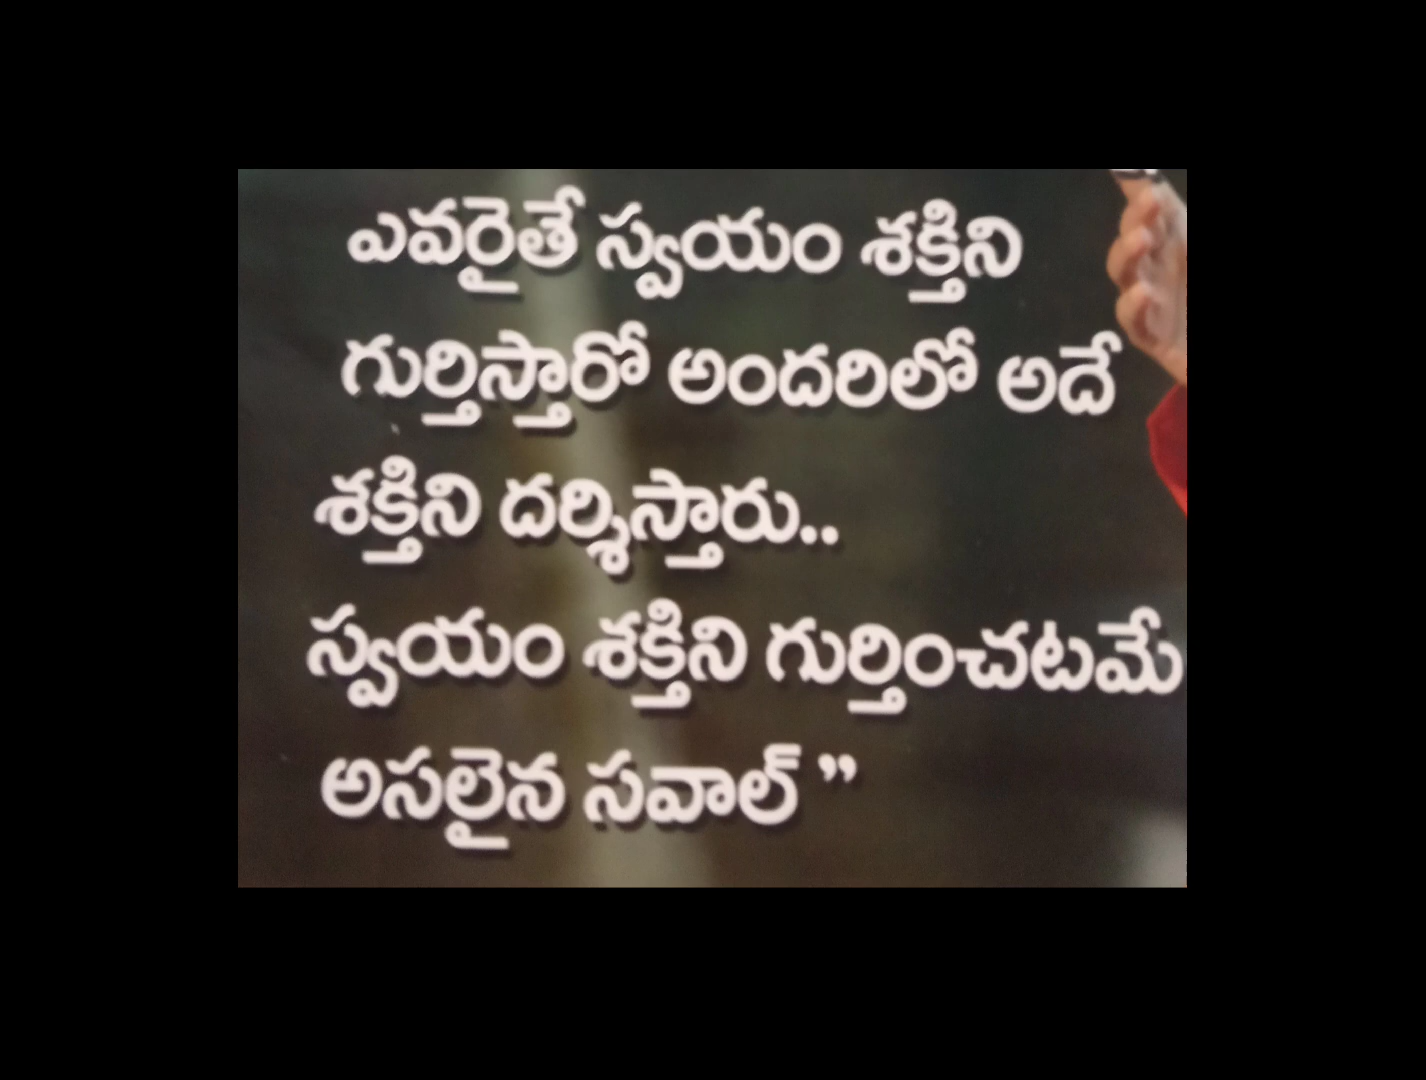 ఎవరైతే స్వయం శక్తిని
గుర్తిస్తారో అందరిలో అదే
శక్తిని దర్శిస్తారు..
స్వయం శక్తిని గుర్తించటమే
అసలైన సవాల్ ”